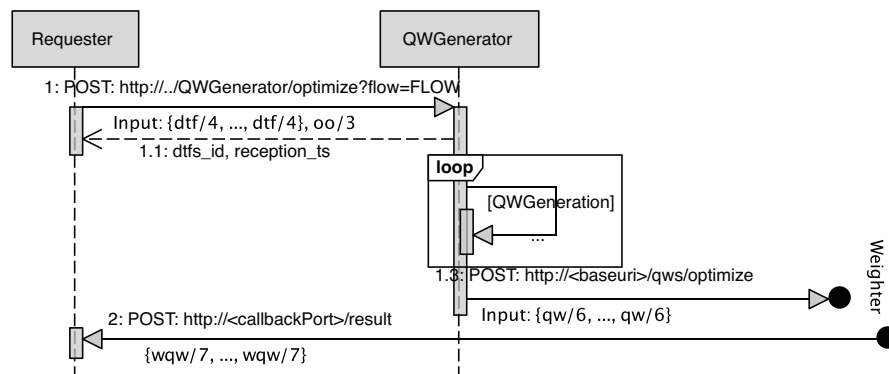 Requester
QWGenerator
1: POST: http://../QWGenerator/optimize?flow=FLOW
Input: {dtf/4, ..., dtf/4}, oo/3
1.1: dtfs_id, reception_ts
loop
[QWGeneration]
...
1.3: POST: http://<baseuri>/qws/optimize
Input: {qw/6, ..., qw/6}
Weighter
2: POST: http://<callbackPort>/result
{wqw/7, ..., wqw/7}